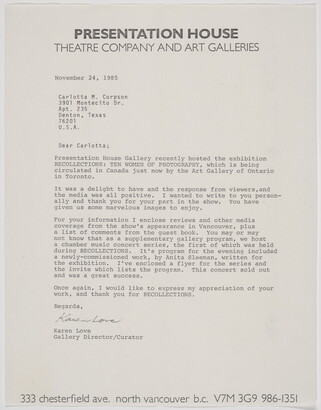 PRESENTATION HOUSE
THEATRE COMPANY AND ART GALLERIES
November 24, 1985
Carlotta M. Corpson
3901 Montecito Dr.
Apt. 235
Denton, Texas
76201
U.S.A.
Dear Carlotta;
Presentation House Gallery recently hosted the exhibition
RECOLLECTIONS: TEN WOMEN OF PHOTOGRAPHY, which is being
circulated in Canada just now by the Art Gallery of Ontario
in Toronto.
It was a delight to have and the response from viewers,and
the media was all positive. I wanted to write to you person-
ally and thank you for your part in the show. You have
given us some marvelous images to enjoy.
For your information I enclose reviews and other media
coverage from the show's appearance in Vancouver, plus
a list of comments from the guest book. You may or may
not know that as a supplementary gallery program, we host
a chamber music concert series, the first of which was held
during RECOLLECTIONS. It's program for the evening included
a newly-commissioned work, by Anita Sleeman, written for
the exhibition. I've enclosed a flyer for the series and
the invite which lists the program. This concert sold out
and was a great success.
Once again, I would like to express my appreciation of your
work, and thank you for RECOLLECTIONS.
Regards,
Karen Love
Karen Love
Gallery Director/Curator
333 chesterfield ave. north vancouver b.c. V7M 3G9 986-1351